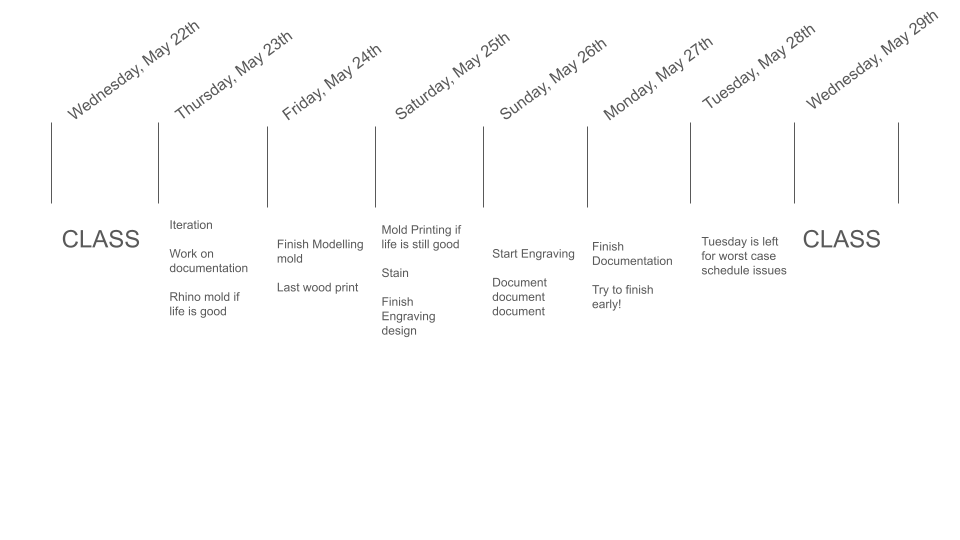 Wednesday, May 22th
Thursday, May 23th
Friday, May 24th
Saturday, May 25th
Sunday, May 26th
Monday, May 27th
Tuesday, May 28th
Wednesday, May 29th
CLASS
Iteration
Work on
documentation
Rhino mold if
life is good
Finish Modelling
mold
Last wood print
Mold Printing if
life is still good
Stain
Finish
Engraving
design
Start Engraving
Document
document
document
Finish
Documentation
Try to finish
early!
Tuesday is left
for worst case
schedule issues
CLASS